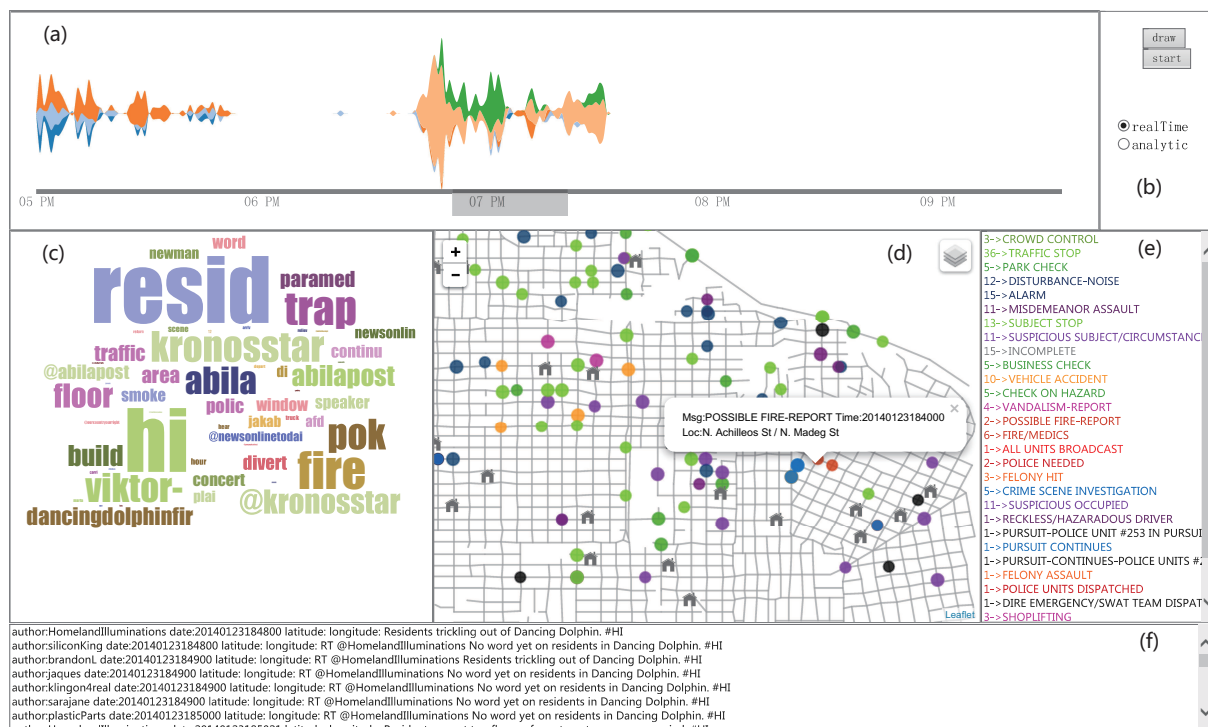 (a)
05 PM
06 PM
07 PM
08 PM
09 PM
draw
start
realTime
analytic
(b)
(c)
word
newman
resid
paramed
trap
scene
newsonlin
traffic
kronosstar
continu
@abilapost
area
abila
di
abilapost
floor
smoke
polic
window
speaker
jakab
truck
afd
hi
hear
@newsonlinetodai
pok
build
hour
divert
fire
viktor-
concert
plai
@kronosstar
dancingdolphinfir
+
−
(d)
Msg:POSSIBLE FIRE-REPORT Time:20140123184000
Loc:N. Achilleos St / N. Madeg St
×
Leaflet
(e)
3->CROWD CONTROL
36->TRAFFIC STOP
5->PARK CHECK
12->DISTURBANCE-NOISE
15->ALARM
11->MISDEMEANOR ASSAULT
13->SUBJECT STOP
11->SUSPICIOUS SUBJECT/CIRCUMSTANC
15->INCOMPLETE
5->BUSINESS CHECK
10->VEHICLE ACCIDENT
5->CHECK ON HAZARD
4->VANDALISM-REPORT
2->POSSIBLE FIRE-REPORT
6->FIRE/MEDICS
1->ALL UNITS BROADCAST
2->POLICE NEEDED
3->FELONY HIT
5->CRIME SCENE INVESTIGATION
11->SUSPICIOUS OCCUPIED
1->RECKLESS/HAZARADOUS DRIVER
1->PURSUIT-POLICE UNIT #253 IN PURSUI
1->PURSUIT CONTINUES
1->PURSUIT-CONTINUES-POLICE UNITS #2
1->FELONY ASSAULT
1->POLICE UNITS DISPATCHED
1->DIRE EMERGENCY/SWAT TEAM DISPAT
3->SHOPLIFTING
(f)
author:HomelandIlluminations date:20140123184800 latitude: longitude: Residents trickling out of Dancing Dolphin. #HI
author:siliconKing date:20140123184800 latitude: longitude: RT @HomelandIlluminations No word yet on residents in Dancing Dolphin. #HI
author:brandonL date:20140123184900 latitude: longitude: RT @HomelandIlluminations Residents trickling out of Dancing Dolphin. #HI
author:jaques date:20140123184900 latitude: longitude: RT @HomelandIlluminations No word yet on residents in Dancing Dolphin. #HI
author:klingon4real date:20140123184900 latitude: longitude: RT @HomelandIlluminations No word yet on residents in Dancing Dolphin. #HI
author:sarajane date:20140123184900 latitude: longitude: RT @HomelandIlluminations No word yet on residents in Dancing Dolphin. #HI
author:plasticParts date:20140123185000 latitude: longitude: RT @HomelandIlluminations No word yet on residents in Dancing Dolphin. #HI